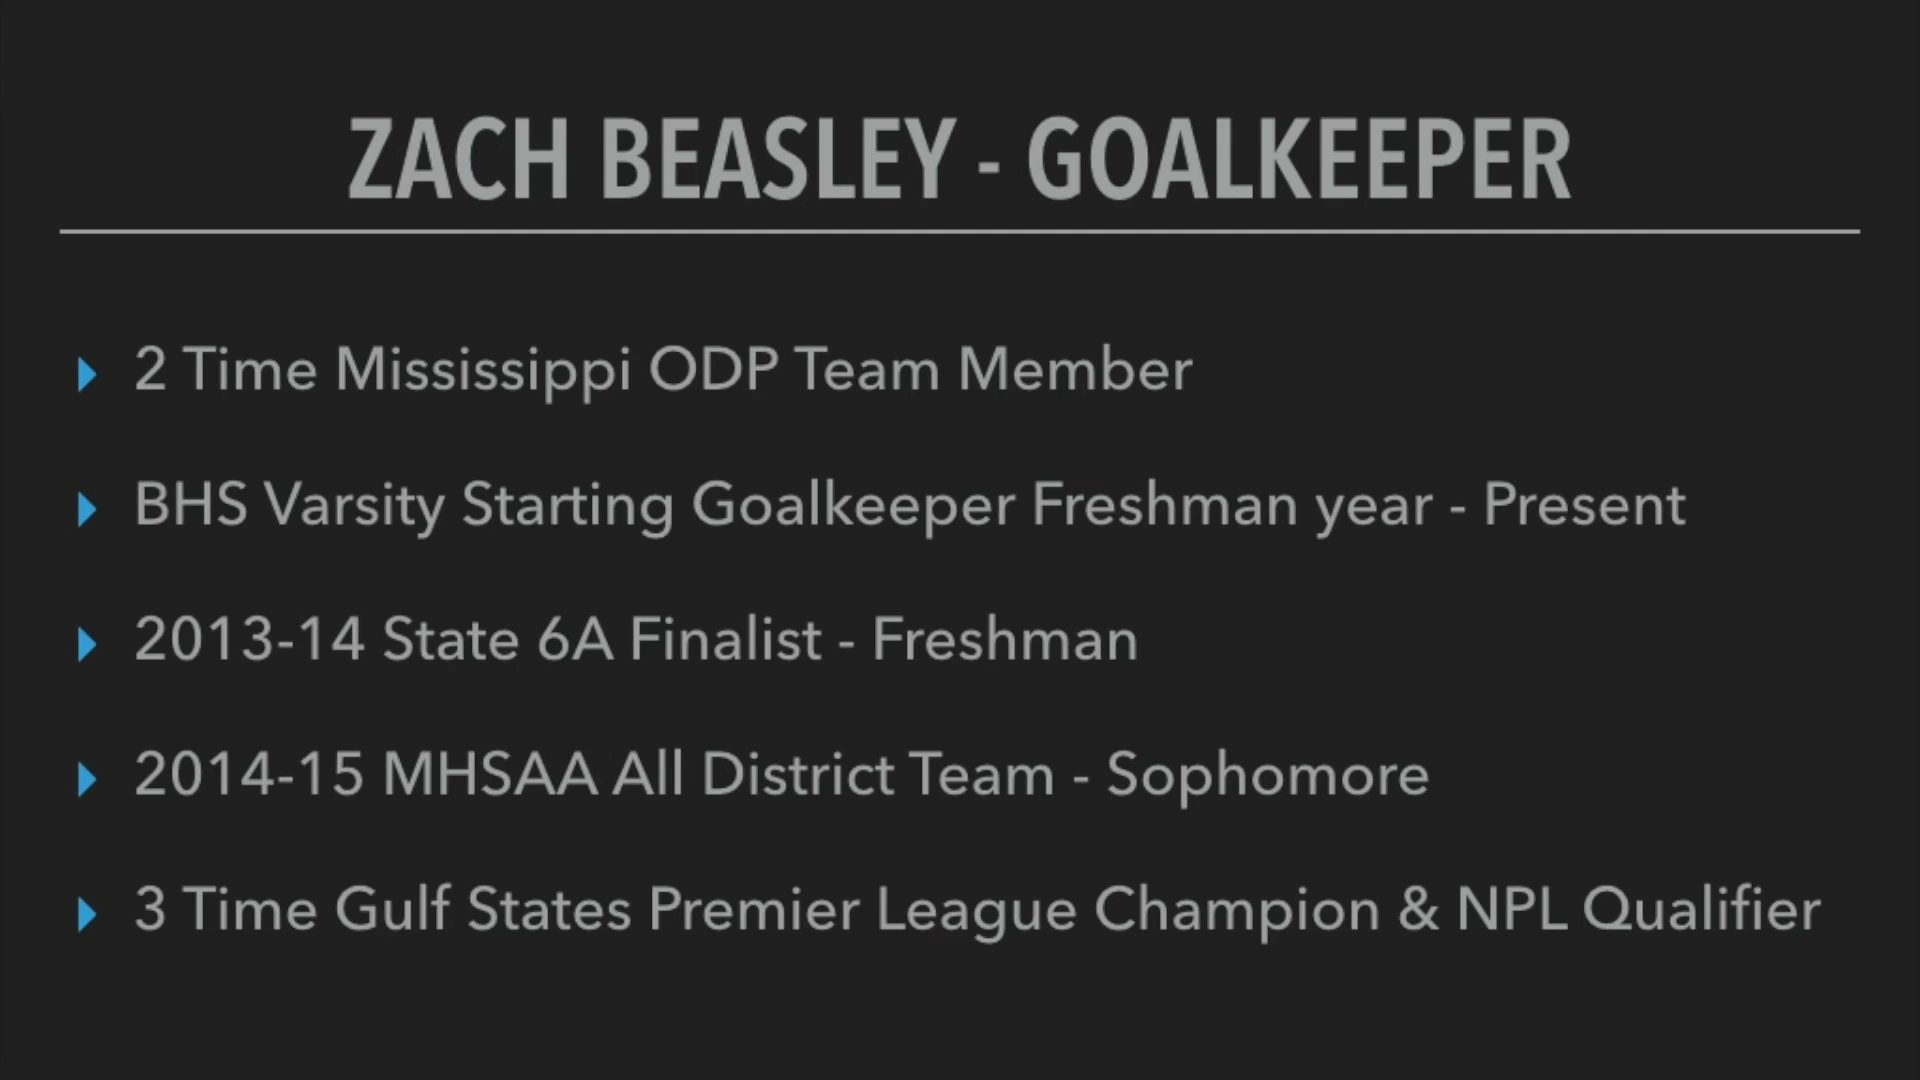 ZACH BEASLEY - GOALKEEPER
2 Time Mississippi ODP Team Member
BHS Varsity Starting Goalkeeper Freshman year - Present
2013-14 State 6A Finalist - Freshman
2014-15 MHSAA All District Team - Sophomore
3 Time Gulf States Premier League Champion & NPL Qualifier